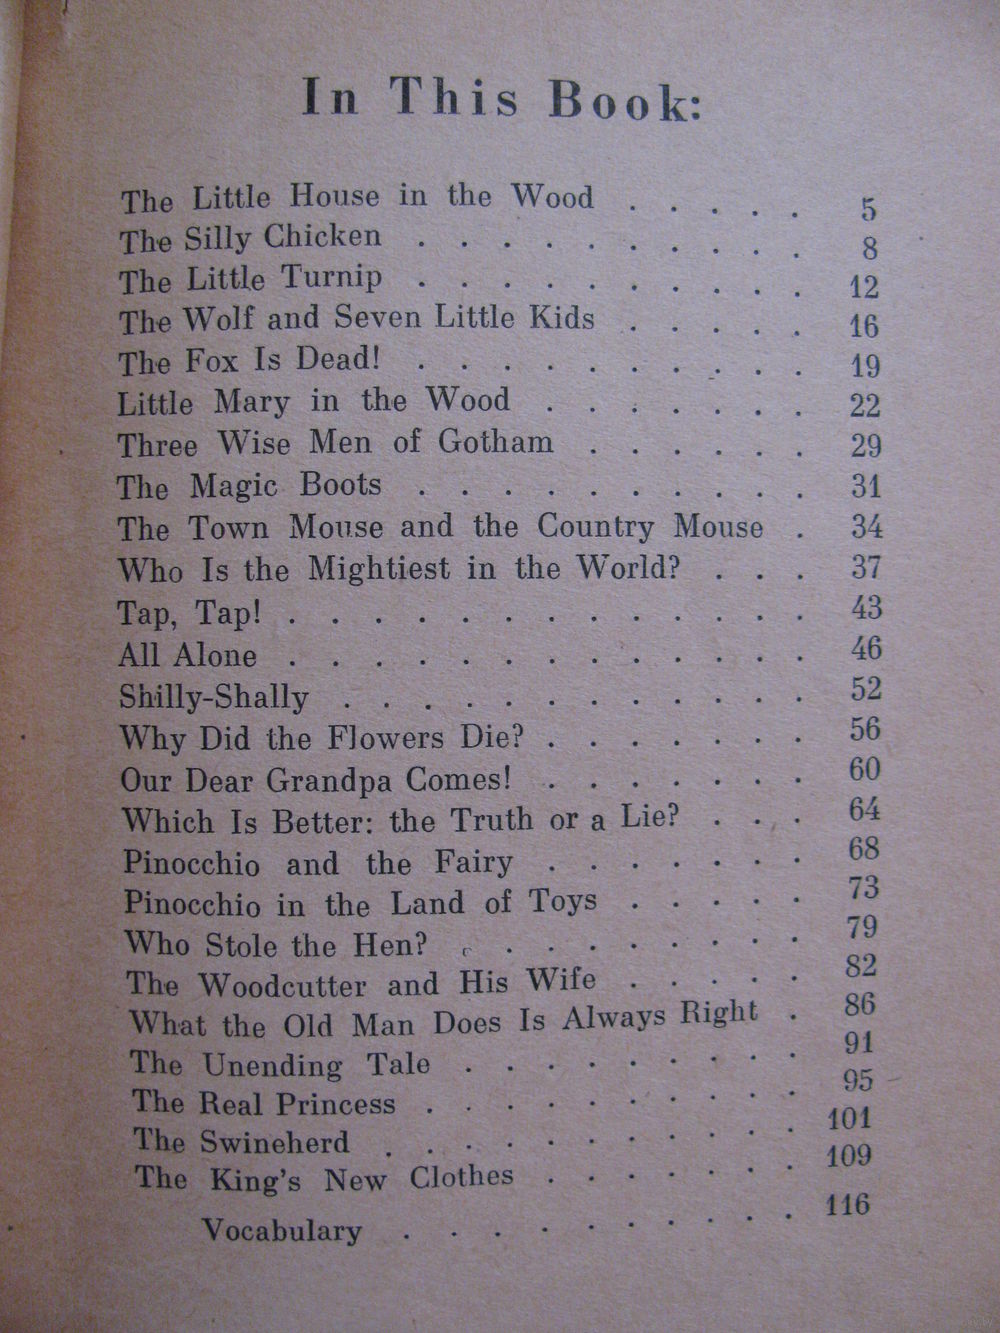 In This Book:
The Little House in the Wood . . . . . 5
The Silly Chicken . . . . . . . . . . 8
The Little Turnip . . . . . . . . . . 12
The Wolf and Seven Little Kids . . . . . 16
The Fox Is Dead! . . . . . . . . . . 19
Little Mary in the Wood . . . . . . . 22
Three Wise Men of Gotham . . . . . . 29
The Magic Boots . . . . . . . . . . 31
The Town Mouse and the Country Mouse . 34
Who Is the Mightiest in the World? . . . 37
Tap, Tap! . . . . . . . . . . . . . 43
All Alone . . . . . . . . . . . . . 46
Shilly-Shally . . . . . . . . . . . . 52
Why Did the Flowers Die? . . . . . . . 56
Our Dear Grandpa Comes! . . . . . . . 60
Which Is Better: the Truth or a Lie? . . . 64
Pinocchio and the Fairy . . . . . . . 68
Pinocchio in the Land of Toys . . . . . 73
Who Stole the Hen? . . . . . . . . . 79
The Woodcutter and His Wife . . . . . 82
What the Old Man Does Is Always Right . 86
The Unending Tale . . . . . . . . . 91
The Real Princess . . . . . . . . . . 95
The Swineherd . . . . . . . . . . . 101
The King's New Clothes . . . . . . . 109
Vocabulary . . . . . . . . . 116